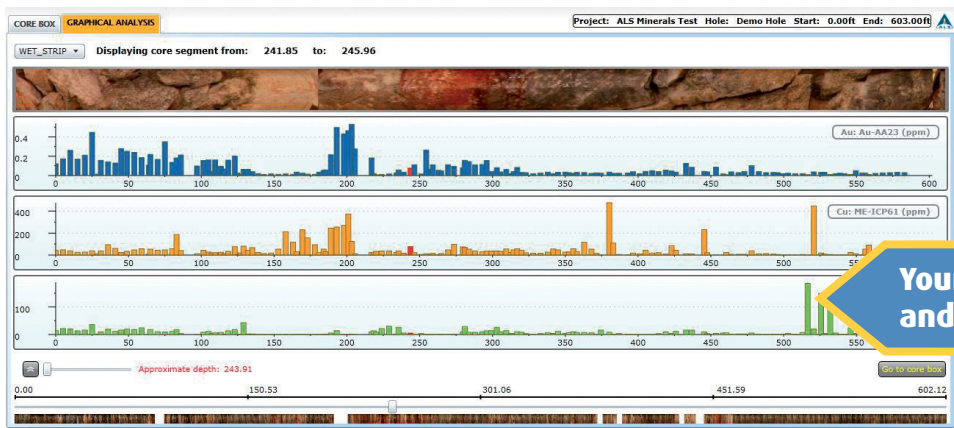 CORE BOX GRAPHICAL ANALYSIS Project: ALS Minerals Test Hole: Demo Hole Start: 0.00ft End: 603.00ft ALS
WET_STRIP Displaying core segment from: 241.85 to: 245.96
Au: Au-AA23 (ppm)
0.4
0.2
0 50 100 150 200 250 300 350 400 450 500 550 600
Cu: ME-ICP61 (ppm)
400
200
0
0 50 100 150 200 250 300 350 400 450 500 55
Your
and
100
0
0 50 100 150 200 250 300 350 400 450 500 550
Approximate depth: 243.91 Go to core box
0.00 150.53 301.06 451.59 602.12